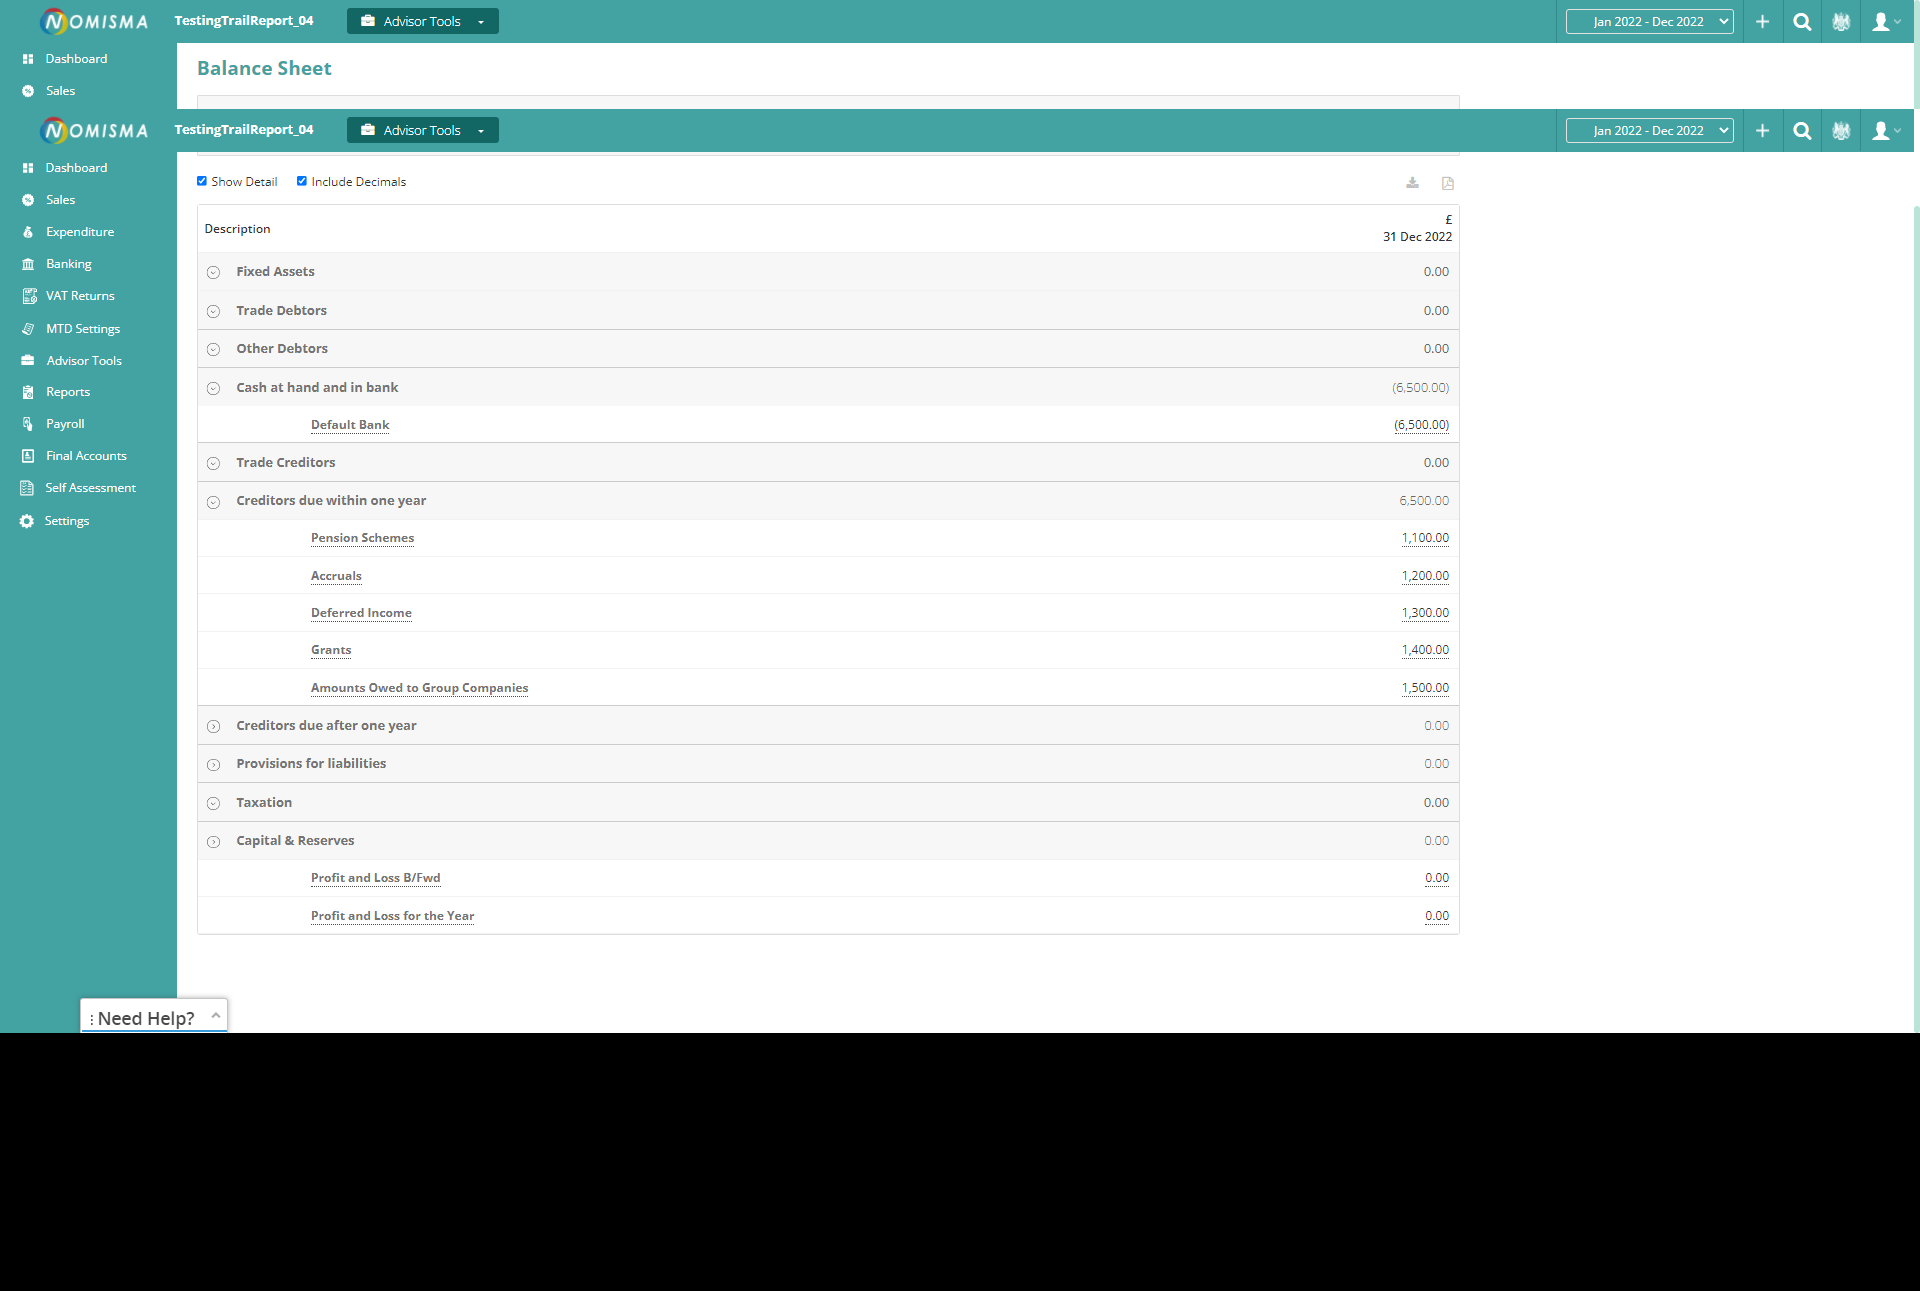 NOMISMA TestingTrailReport_04 Advisor Tools Jan 2022 - Dec 2022
Dashboard
Sales
Balance Sheet
NOMISMA TestingTrailReport_04 Advisor Tools Jan 2022 - Dec 2022
Dashboard
Sales
Expenditure
Banking
VAT Returns
MTD Settings
Advisor Tools
Reports
Payroll
Final Accounts
Self Assessment
Settings
Show Detail Include Decimals
£
Description 31 Dec 2022
Fixed Assets 0.00
Trade Debtors 0.00
Other Debtors 0.00
Cash at hand and in bank (6,500.00)
Default Bank (6,500.00)
Trade Creditors 0.00
Creditors due within one year 6,500.00
Pension Schemes 1,100.00
Accruals 1,200.00
Deferred Income 1,300.00
Grants 1,400.00
Amounts Owed to Group Companies 1,500.00
Creditors due after one year 0.00
Provisions for liabilities 0.00
Taxation 0.00
Capital & Reserves 0.00
Profit and Loss B/Fwd 0.00
Profit and Loss for the Year 0.00
Need Help?